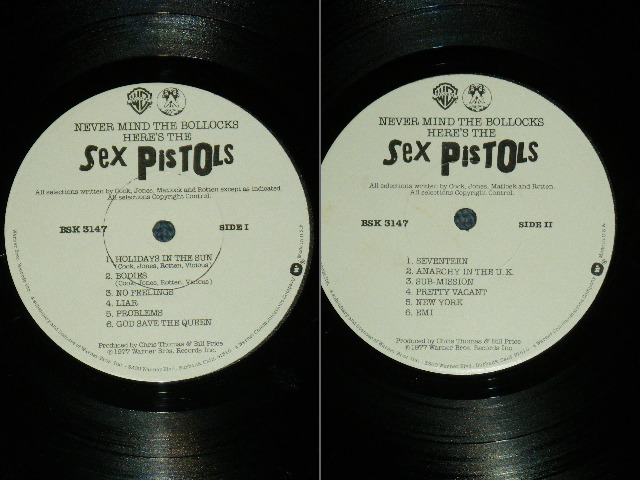 NEVER MIND THE BOLLOCKS
HERE'S THE
SEX PISTOLS
All selections written by Cook, Jones, Matlock and Rotten except as indicated.
All selections Copyright Control.
BSK 3147
SIDE I
1. HOLIDAYS IN THE SUN
(Cook, Jones, Rotten, Vicious)
2. BODIES
(Cook, Jones, Rotten, Vicious)
3. NO FEELINGS
4. LIAR
5. PROBLEMS
6. GOD SAVE THE QUEEN
Produced by Chris Thomas & Bill Price
©1977 Warner Bros. Records Inc.
NEVER MIND THE BOLLOCKS
HERE'S THE
SEX PISTOLS
All selections written by Cook, Jones, Matlock and Rotten.
All selections Copyright Control.
BSK 3147
SIDE II
1. SEVENTEEN
2. ANARCHY IN THE U.K.
3. SUB-MISSION
4. PRETTY VACANT
5. NEW YORK
6. EMI
Produced by Chris Thomas & Bill Price
℗1977 Warner Bros. Records Inc.